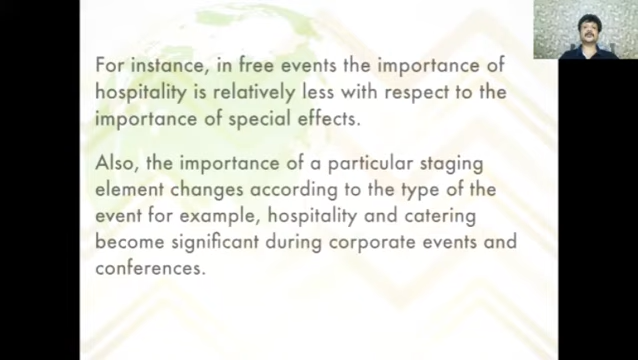 For instance, in free events the importance of
hospitality is relatively less with respect to the
importance of special effects.
Also, the importance of a particular staging
element changes according to the type of the
event for example, hospitality and catering
become significant during corporate events and
conferences.